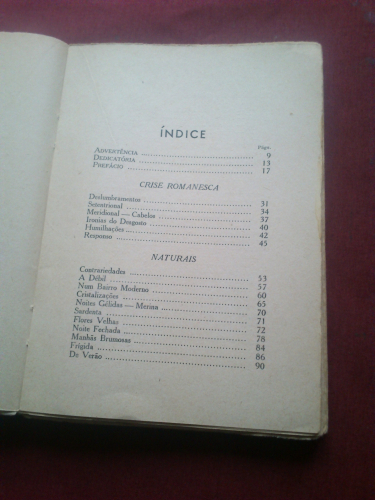 ÍNDICE
Págs.
ADVERTÊNCIA 9
DEDICATÓRIA 13
PREFÁCIO 17
CRISE ROMANESCA
Deslumbramentos 31
Setentrional 34
Meridional — Cabelos 37
Ironias do Desgosto 40
Humilhações 42
Responso 45
NATURAIS
Contrariedades 53
A Débil 57
Num Bairro Moderno 60
Cristalizações 65
Noites Gélidas — Merina 70
Sardenta 71
Flores Velhas 72
Noite Fechada 78
Manhãs Brumosas 84
Frígida 86
De Verão 90